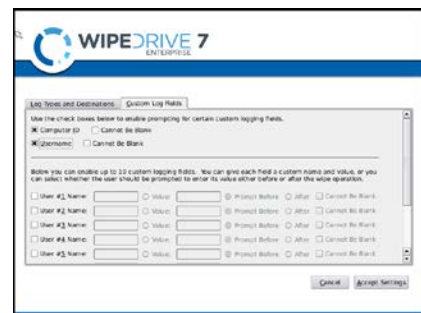 WIPEDRIVE 7
ENTERPRISE
Log Types and Destinations Custom Log Fields
Use the check boxes below to enable prompting for certain custom logging fields.
Computer ID Cannot Be Blank
Username Cannot Be Blank
Below you can enable up to 10 custom logging fields. You can give each field a custom name and value, or you
can select whether the user should be prompted to enter its value either before or after the wipe operation.
User #1 Name: Value: Prompt Before After Cannot Be Blank
User #2 Name: Value: Prompt Before After Cannot Be Blank
User #3 Name: Value: Prompt Before After Cannot Be Blank
User #4 Name: Value: Prompt Before After Cannot Be Blank
User #5 Name: Value: Prompt Before After Cannot Be Blank
Cancel Accept Settings